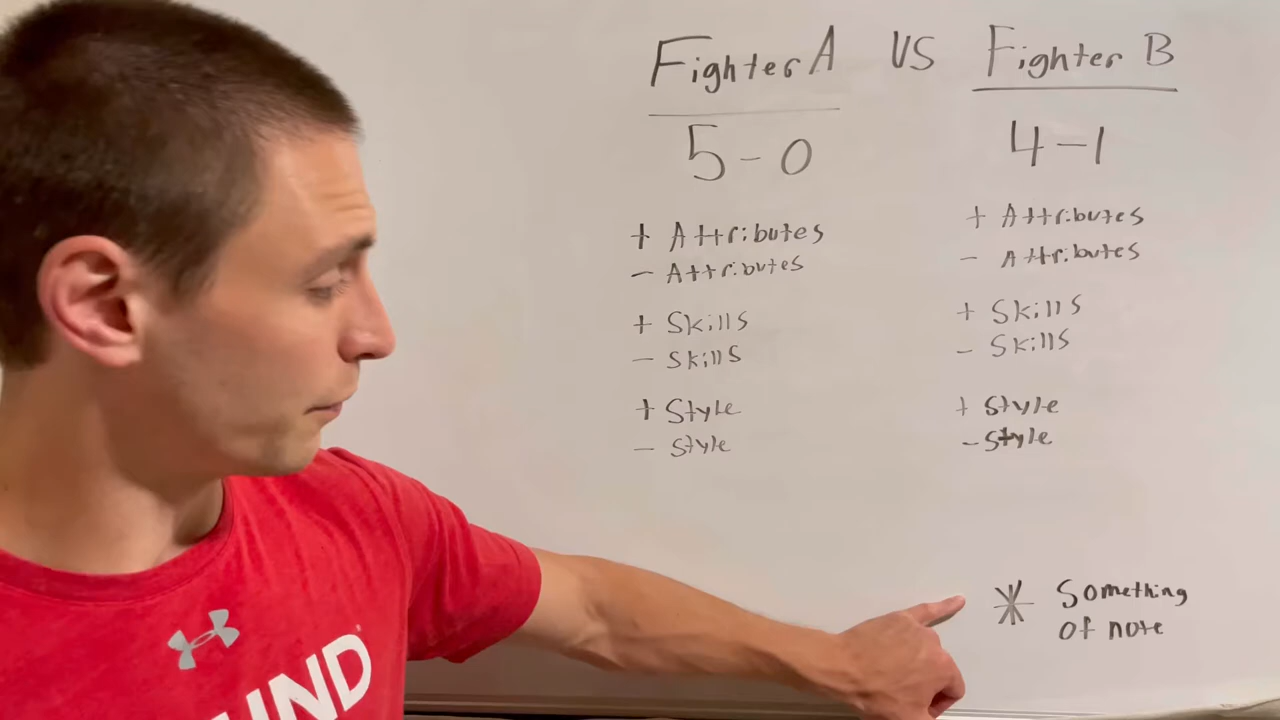 Fighter A VS Fighter B
5-0 4-1
+ Attributes + Attributes
- Attributes - Attributes
+ Skills + Skills
- Skills - Skills
+ Style + Style
- Style - Style
* Something
of note